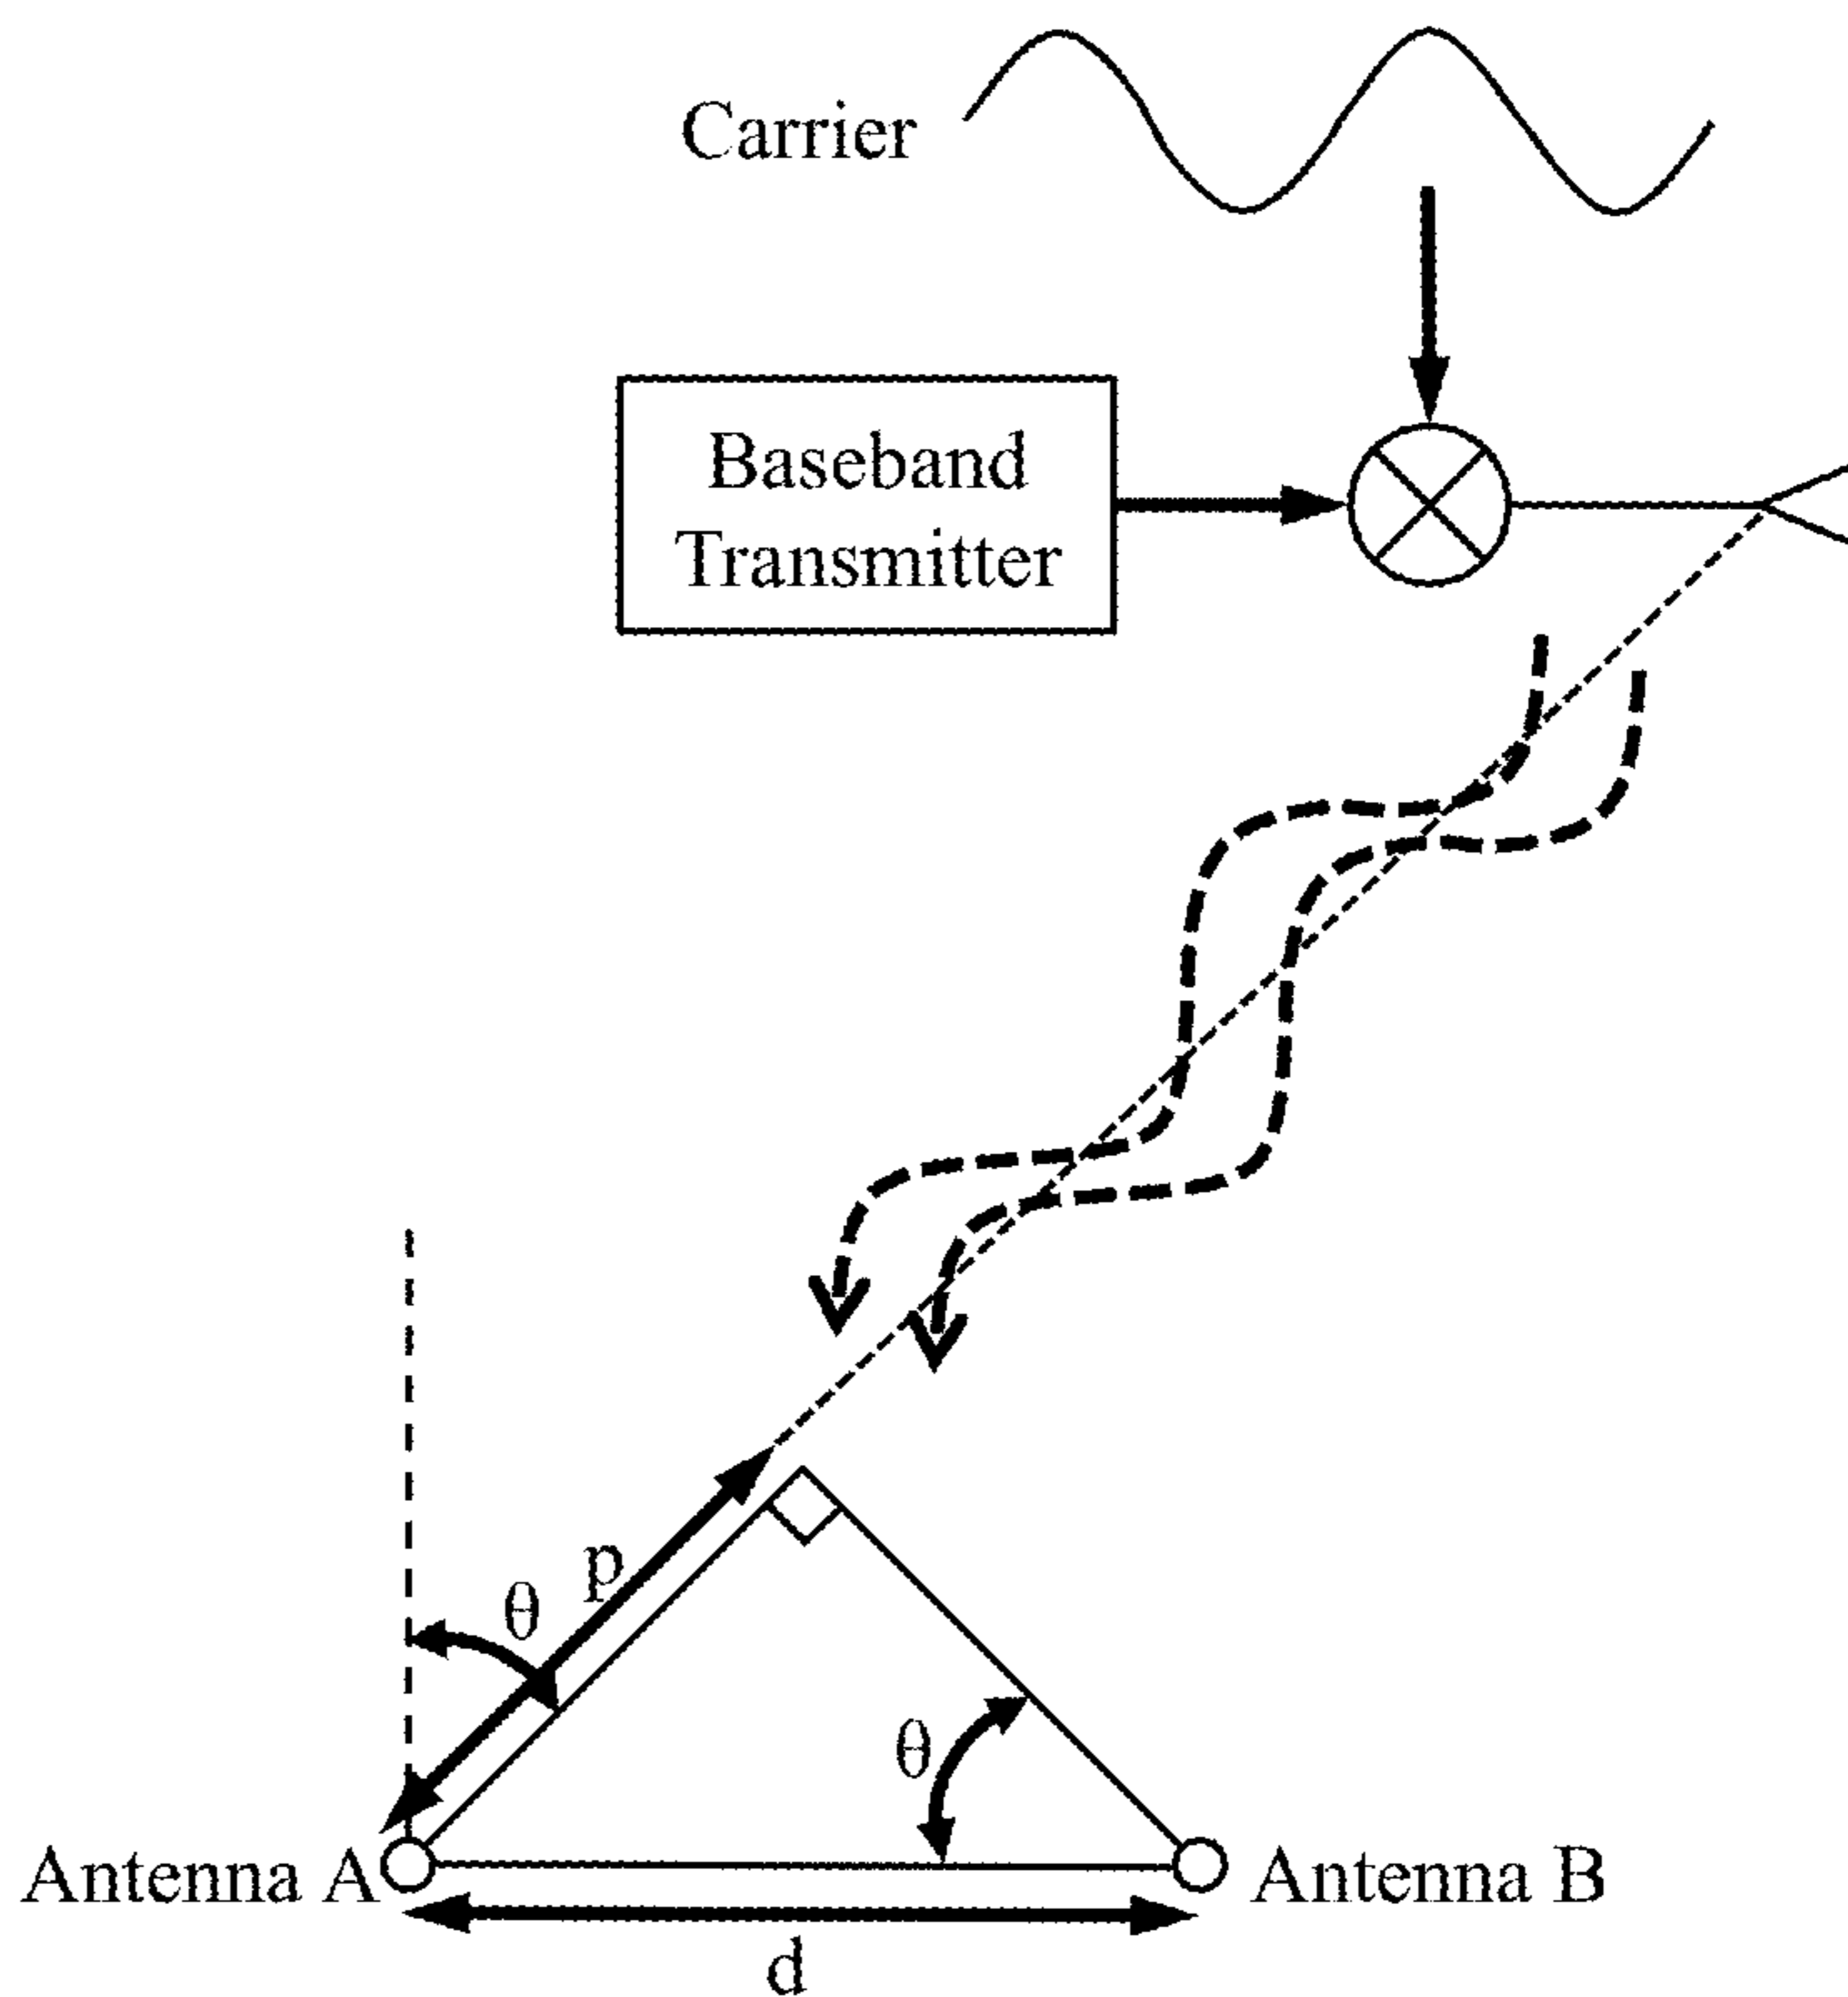 Carrier
Baseband
Transmitter
p
θ
θ
Antenna A
Antenna B
d